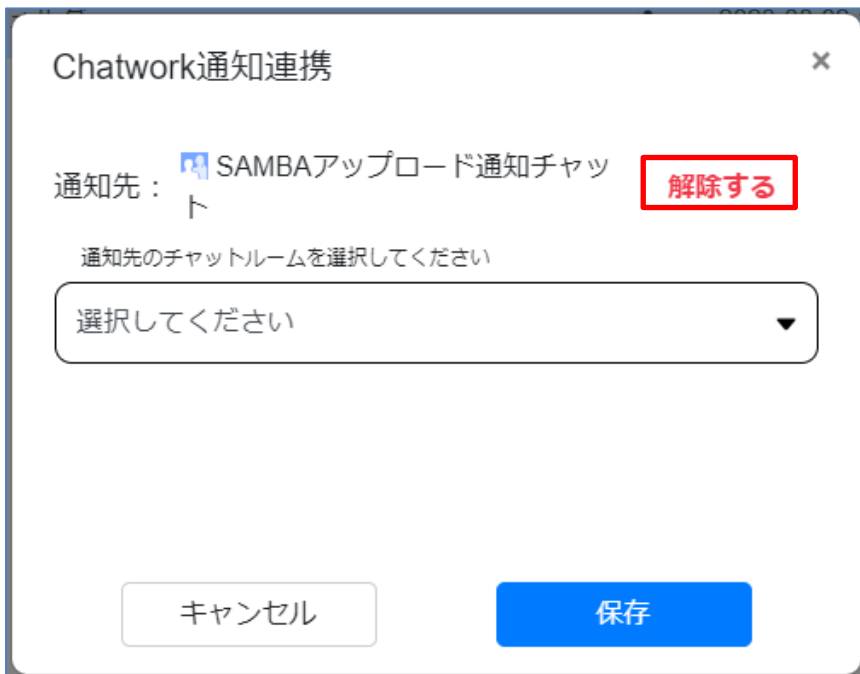 Chatwork通知連携
×
通知先：
SAMBAアップロード通知チャッ
ト
解除する
通知先のチャットルームを選択してください
選択してください
キャンセル
保存